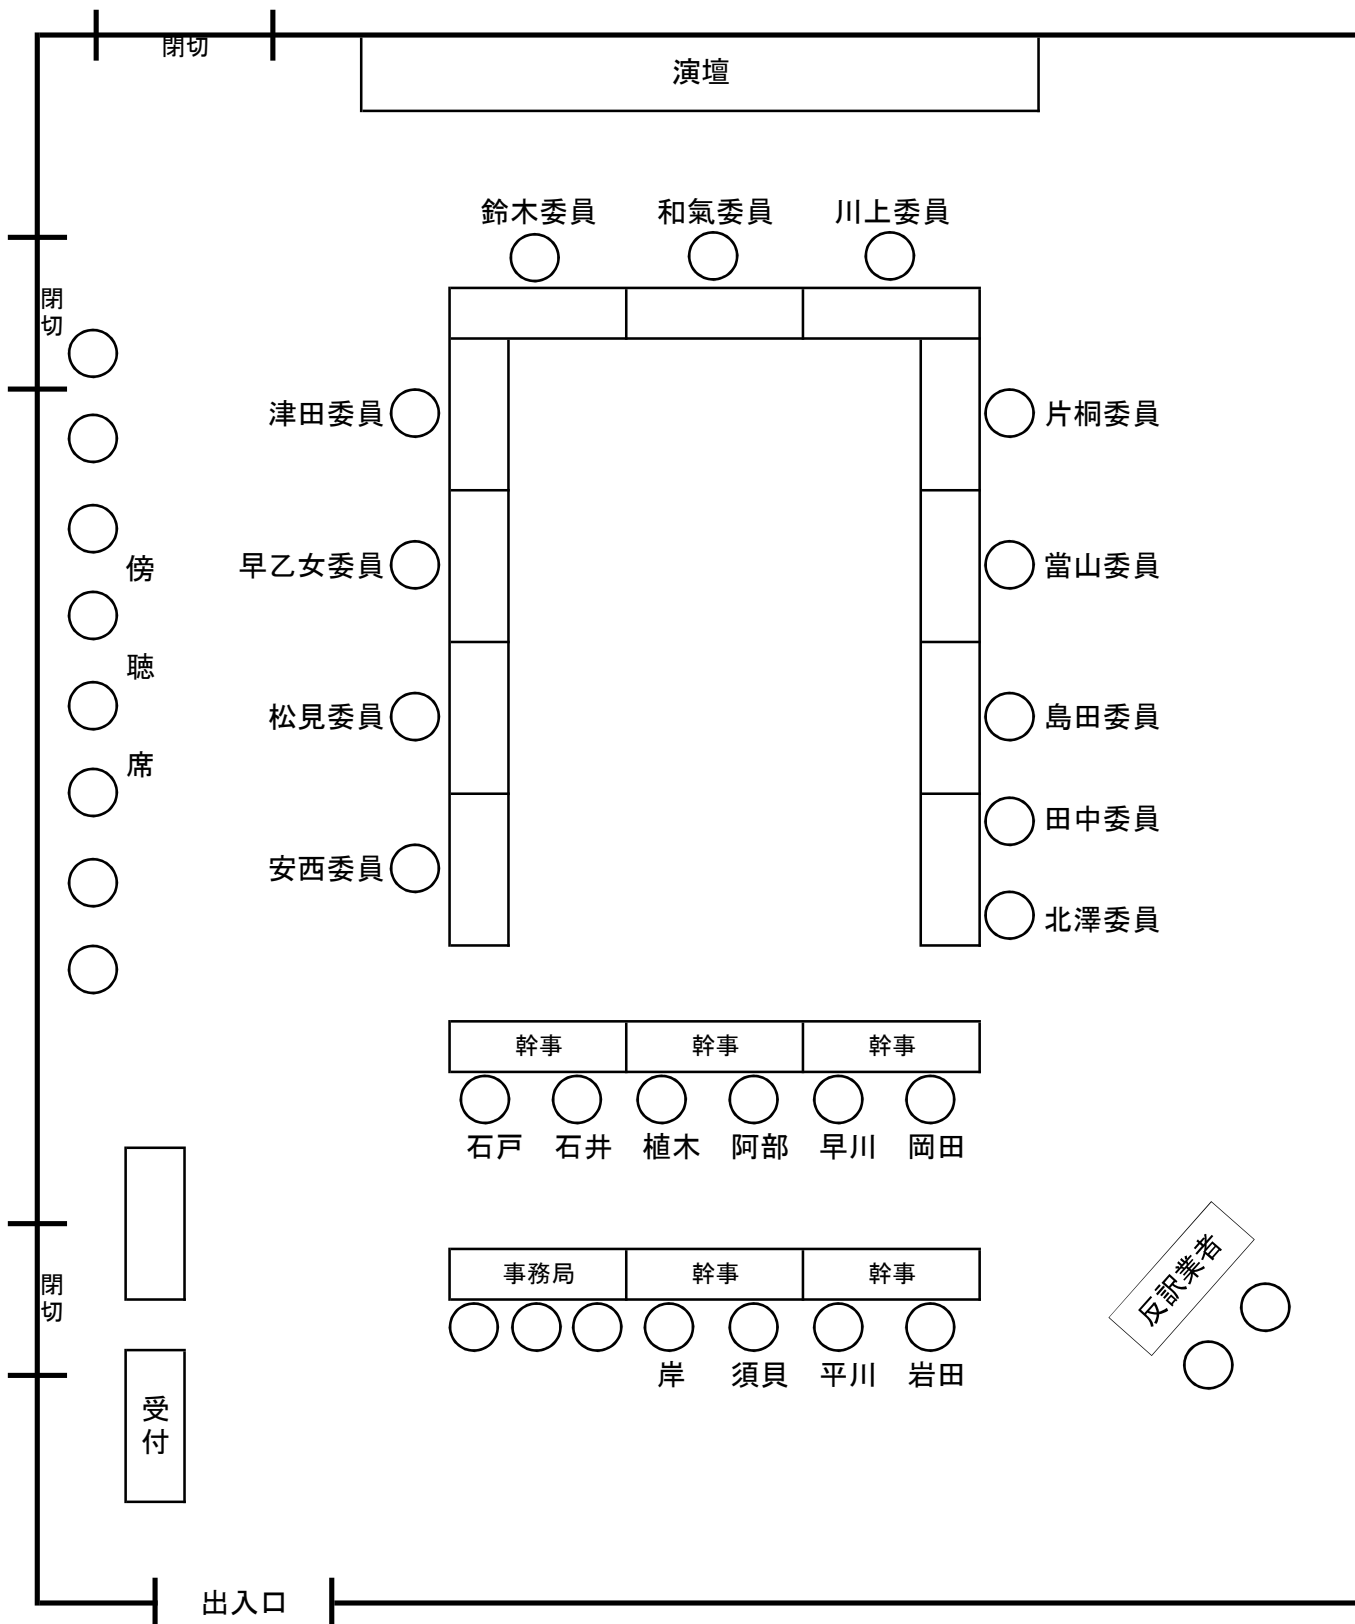 閉切
演壇
鈴木委員 和氣委員 川上委員
閉切
津田委員 片桐委員
傍聴席
早乙女委員 當山委員
松見委員 島田委員
田中委員
安西委員
北澤委員
幹事 幹事 幹事
石戸 石井 植木 阿部 早川 岡田
反訳業者
閉切
事務局 幹事 幹事
岸 須貝 平川 岩田
受付
出入口